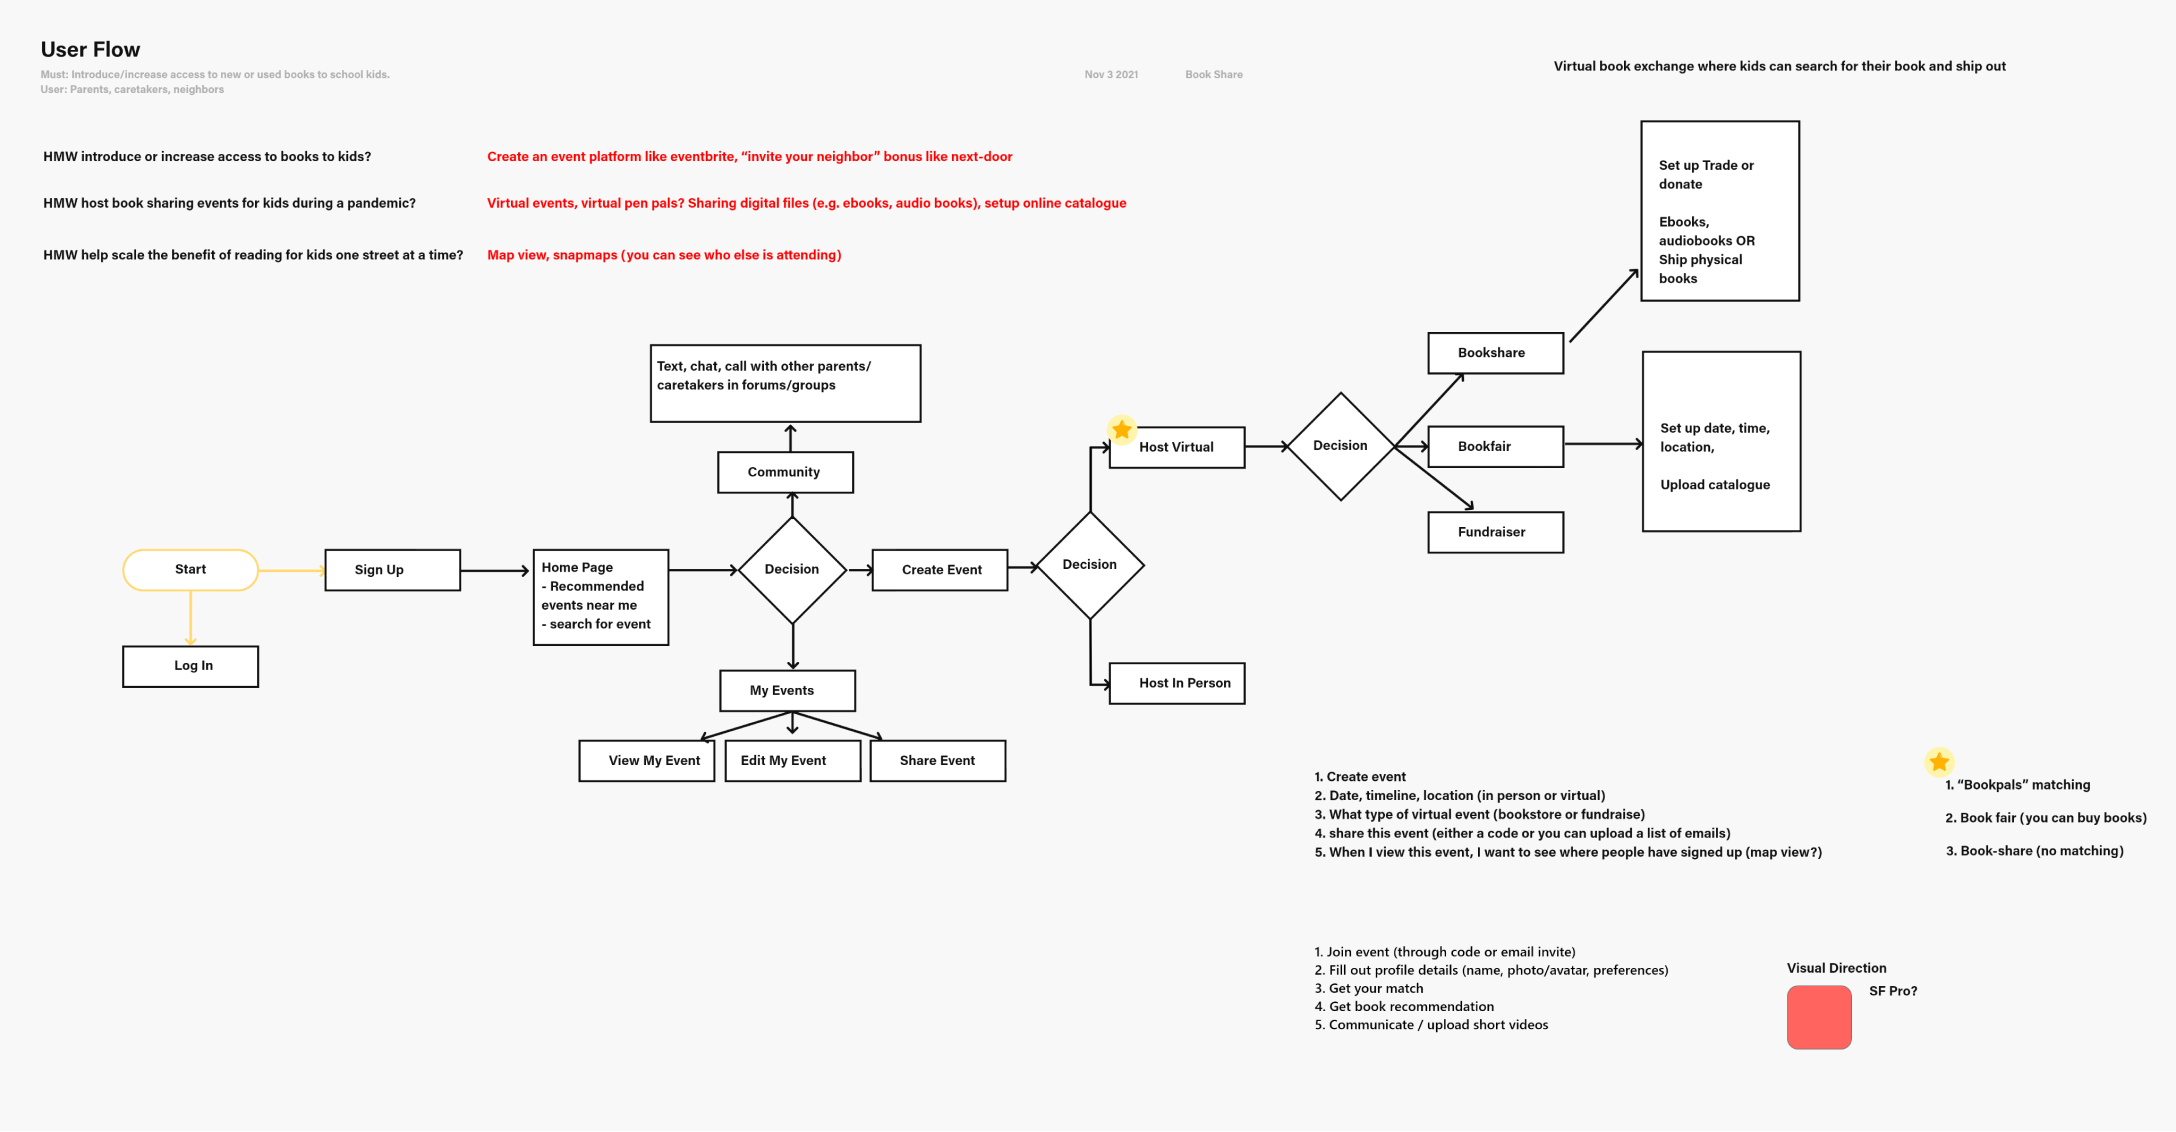 User Flow
Must: Introduce/increase access to new or used books to school kids.
User: Parents, caretakers, neighbors
Nov 3 2021
Book Share
Virtual book exchange where kids can search for their book and ship out
HMW introduce or increase access to books to kids?
Create an event platform like eventbrite, “invite your neighbor” bonus like next-door
HMW host book sharing events for kids during a pandemic?
Virtual events, virtual pen pals? Sharing digital files (e.g. ebooks, audio books), setup online catalogue
HMW help scale the benefit of reading for kids one street at a time?
Map view, snapmaps (you can see who else is attending)
Set up Trade or
donate
Ebooks,
audiobooks OR
Ship physical
books
Text, chat, call with other parents/
caretakers in forums/groups
Community
Start
Sign Up
Log In
Home Page
- Recommended
events near me
- search for event
Decision
Create Event
Decision
Host Virtual
Host In Person
Decision
Bookshare
Bookfair
Fundraiser
Set up date, time,
location,
Upload catalogue
My Events
View My Event
Edit My Event
Share Event
1. Create event
2. Date, timeline, location (in person or virtual)
3. What type of virtual event (bookstore or fundraise)
4. share this event (either a code or you can upload a list of emails)
5. When I view this event, I want to see where people have signed up (map view?)
1. “Bookpals” matching
2. Book fair (you can buy books)
3. Book-share (no matching)
1. Join event (through code or email invite)
2. Fill out profile details (name, photo/avatar, preferences)
3. Get your match
4. Get book recommendation
5. Communicate / upload short videos
Visual Direction
SF Pro?